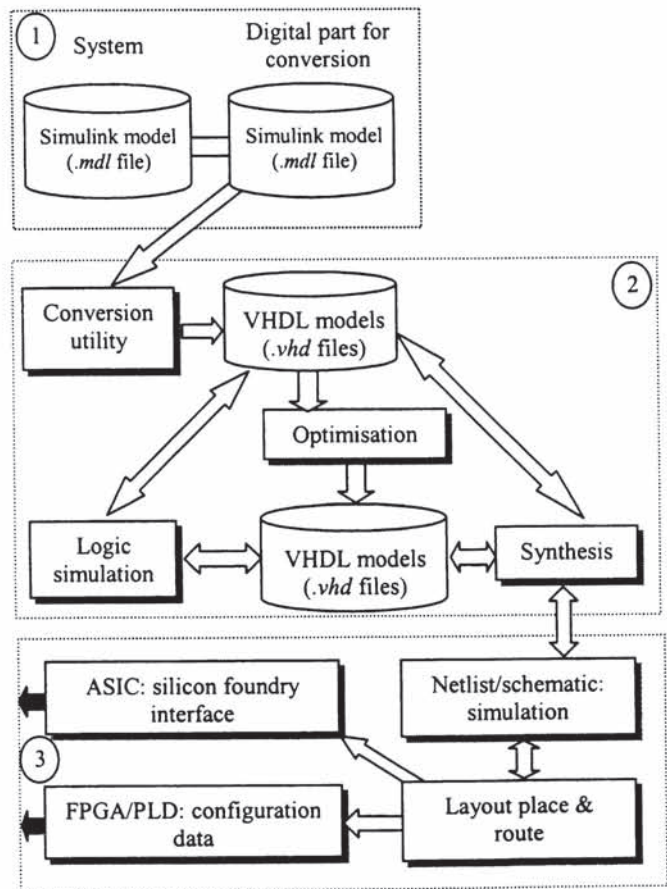 1
System
Digital part for
conversion
Simulink model
(.mdl file)
Simulink model
(.mdl file)
2
Conversion
utility
VHDL models
(.vhd files)
Optimisation
Logic
simulation
VHDL models
(.vhd files)
Synthesis
ASIC: silicon foundry
interface
Netlist/schematic:
simulation
3
FPGA/PLD: configuration
data
Layout place &
route